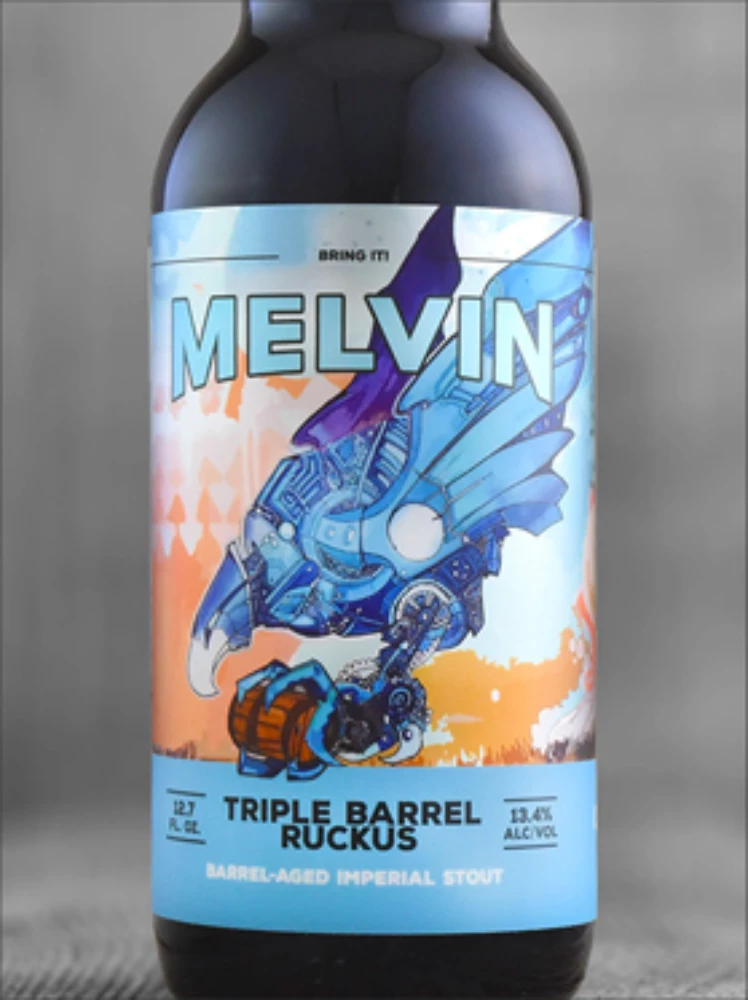 BRING IT!
MELVIN
12.7
FL. OZ.
TRIPLE BARREL
RUCKUS
13.4%
ALC/VOL
BARREL-AGED IMPERIAL STOUT